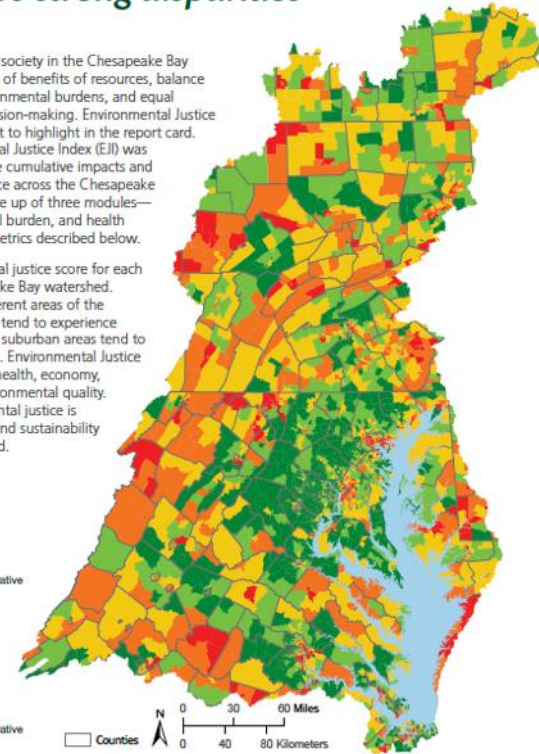 strong disparities
society in the Chesapeake Bay
of benefits of resources, balance
nmental burdens, and equal
sion-making. Environmental Justice
t to highlight in the report card.
al Justice Index (EJI) was
e cumulative impacts and
ce across the Chesapeake
e up of three modules—
l burden, and health
etrics described below.
al justice score for each
ke Bay watershed.
erent areas of the
tend to experience
suburban areas tend to
. Environmental Justice
health, economy,
ronmental quality.
ntal justice is
nd sustainability
d.
ative
ative
Counties
N
0 30 60 Miles
0 40 80 Kilometers